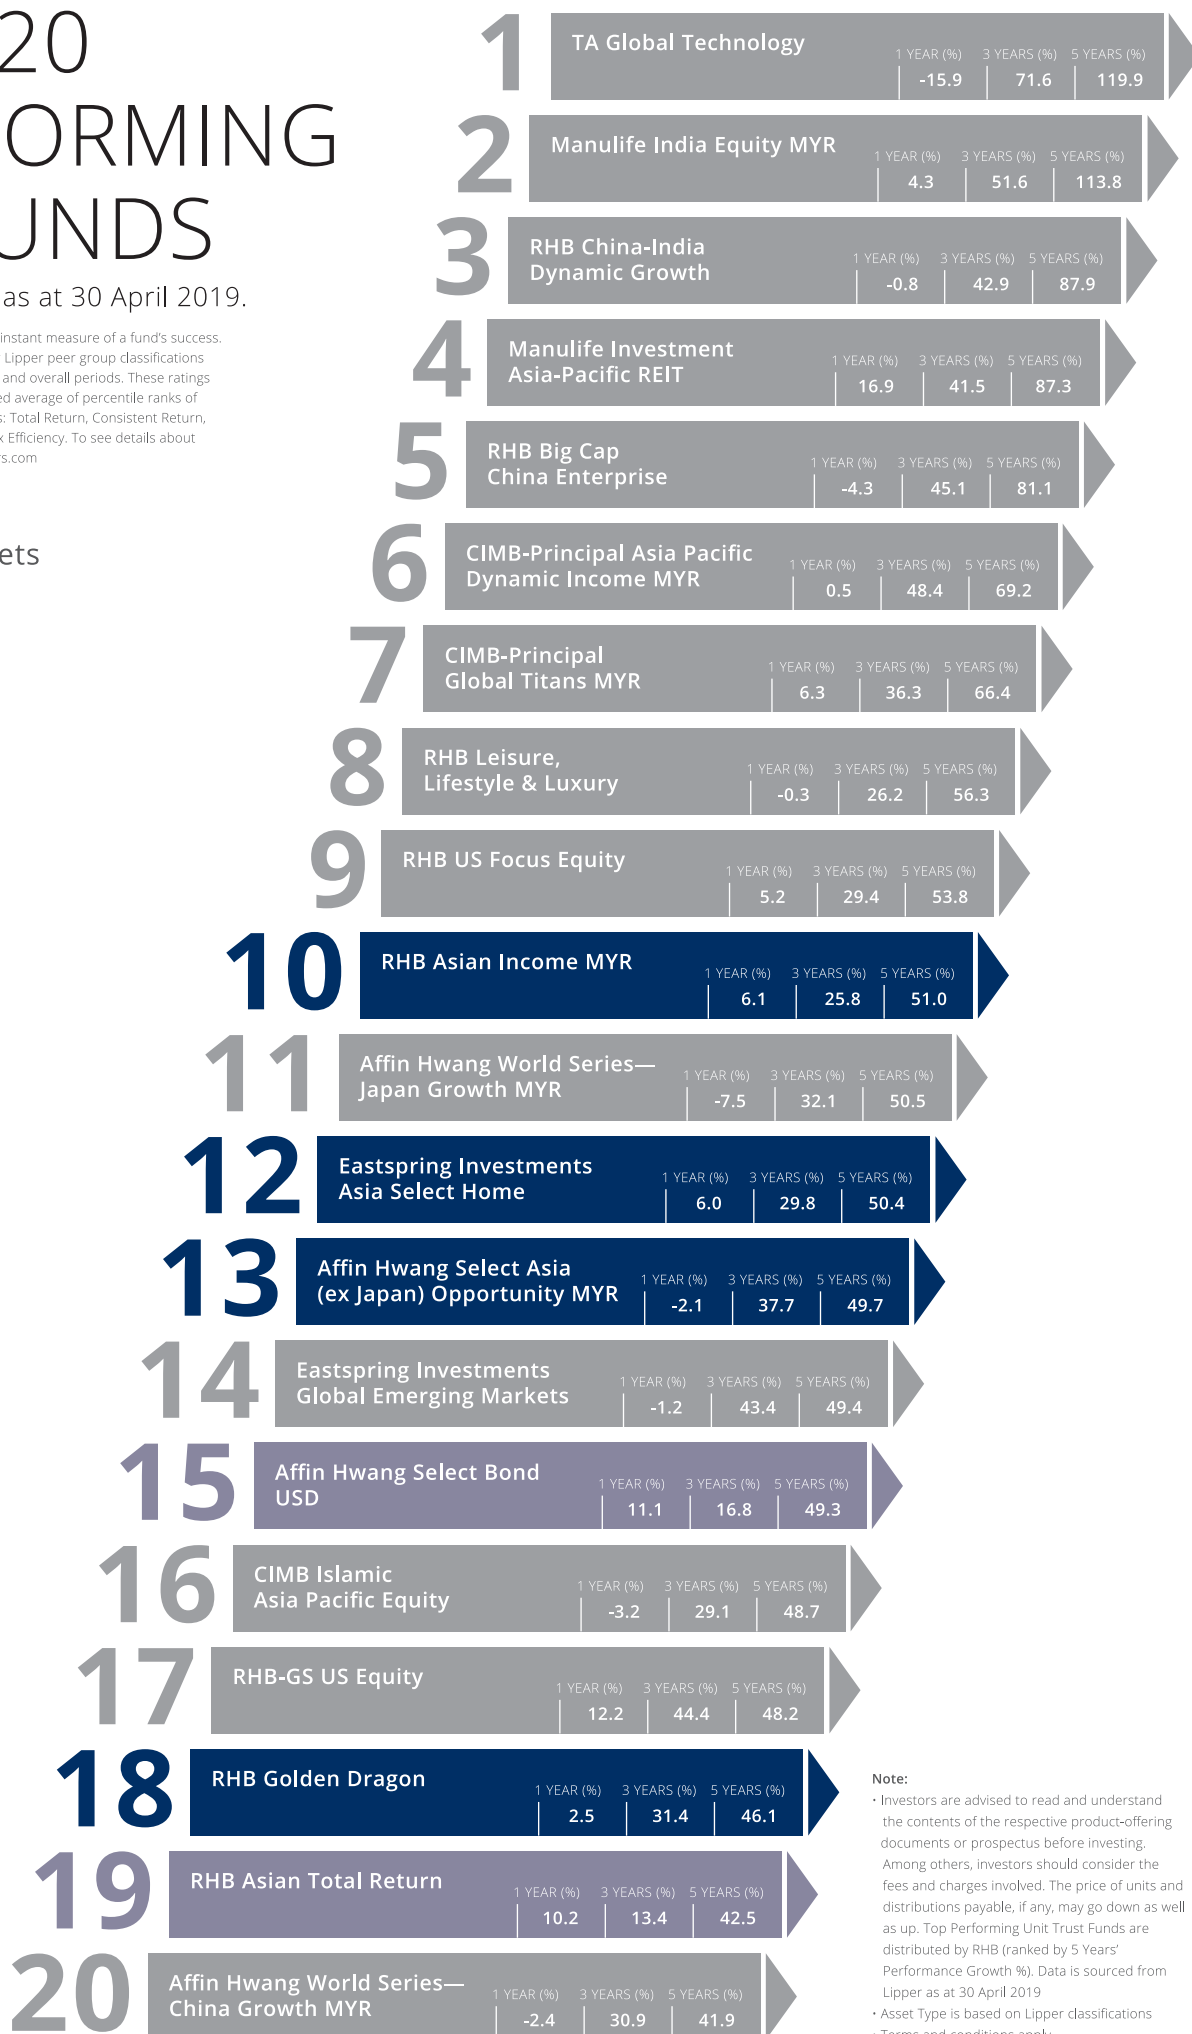 20
ORMING
UNDS
as at 30 April 2019.
instant measure of a fund's success.
Lipper peer group classifications
and overall periods. These ratings
ed average of percentile ranks of
s: Total Return, Consistent Return,
x Efficiency. To see details about
rs.com
ets
1
TA Global Technology
1 YEAR (%) 3 YEARS (%) 5 YEARS (%)
-15.9 71.6 119.9
2
Manulife India Equity MYR
1 YEAR (%) 3 YEARS (%) 5 YEARS (%)
4.3 51.6 113.8
3
RHB China-India
Dynamic Growth
1 YEAR (%) 3 YEARS (%) 5 YEARS (%)
-0.8 42.9 87.9
4
Manulife Investment
Asia-Pacific REIT
1 YEAR (%) 3 YEARS (%) 5 YEARS (%)
16.9 41.5 87.3
5
RHB Big Cap
China Enterprise
1 YEAR (%) 3 YEARS (%) 5 YEARS (%)
-4.3 45.1 81.1
6
CIMB-Principal Asia Pacific
Dynamic Income MYR
1 YEAR (%) 3 YEARS (%) 5 YEARS (%)
0.5 48.4 69.2
7
CIMB-Principal
Global Titans MYR
1 YEAR (%) 3 YEARS (%) 5 YEARS (%)
6.3 36.3 66.4
8
RHB Leisure,
Lifestyle & Luxury
1 YEAR (%) 3 YEARS (%) 5 YEARS (%)
-0.3 26.2 56.3
9
RHB US Focus Equity
1 YEAR (%) 3 YEARS (%) 5 YEARS (%)
5.2 29.4 53.8
10
RHB Asian Income MYR
1 YEAR (%) 3 YEARS (%) 5 YEARS (%)
6.1 25.8 51.0
11
Affin Hwang World Series—
Japan Growth MYR
1 YEAR (%) 3 YEARS (%) 5 YEARS (%)
-7.5 32.1 50.5
12
Eastspring Investments
Asia Select Home
1 YEAR (%) 3 YEARS (%) 5 YEARS (%)
6.0 29.8 50.4
13
Affin Hwang Select Asia
(ex Japan) Opportunity MYR
1 YEAR (%) 3 YEARS (%) 5 YEARS (%)
-2.1 37.7 49.7
14
Eastspring Investments
Global Emerging Markets
1 YEAR (%) 3 YEARS (%) 5 YEARS (%)
-1.2 43.4 49.4
15
Affin Hwang Select Bond
USD
1 YEAR (%) 3 YEARS (%) 5 YEARS (%)
11.1 16.8 49.3
16
CIMB Islamic
Asia Pacific Equity
1 YEAR (%) 3 YEARS (%) 5 YEARS (%)
-3.2 29.1 48.7
17
RHB-GS US Equity
1 YEAR (%) 3 YEARS (%) 5 YEARS (%)
12.2 44.4 48.2
18
RHB Golden Dragon
1 YEAR (%) 3 YEARS (%) 5 YEARS (%)
2.5 31.4 46.1
19
RHB Asian Total Return
1 YEAR (%) 3 YEARS (%) 5 YEARS (%)
10.2 13.4 42.5
20
Affin Hwang World Series—
China Growth MYR
1 YEAR (%) 3 YEARS (%) 5 YEARS (%)
-2.4 30.9 41.9
Note:
• Investors are advised to read and understand
the contents of the respective product-offering
documents or prospectus before investing.
Among others, investors should consider the
fees and charges involved. The price of units and
distributions payable, if any, may go down as well
as up. Top Performing Unit Trust Funds are
distributed by RHB (ranked by 5 Years'
Performance Growth %). Data is sourced from
Lipper as at 30 April 2019
• Asset Type is based on Lipper classifications
• Terms and conditions apply